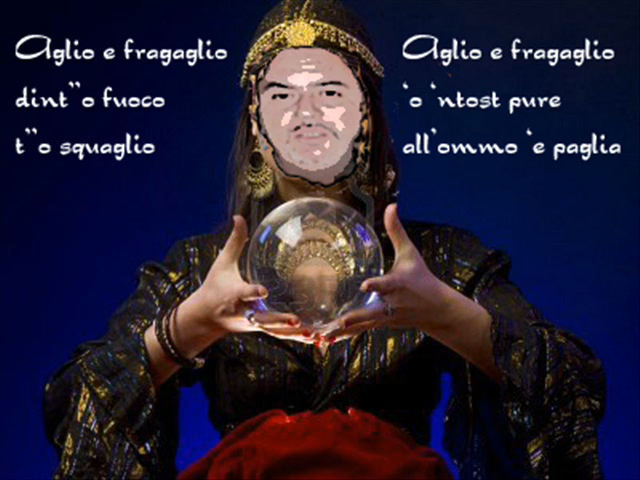 Aglio e fragaglio
dint''o fuoco
t''o squaglio
Aglio e fragaglio
'o 'ntost pure
all'ommo 'e paglia